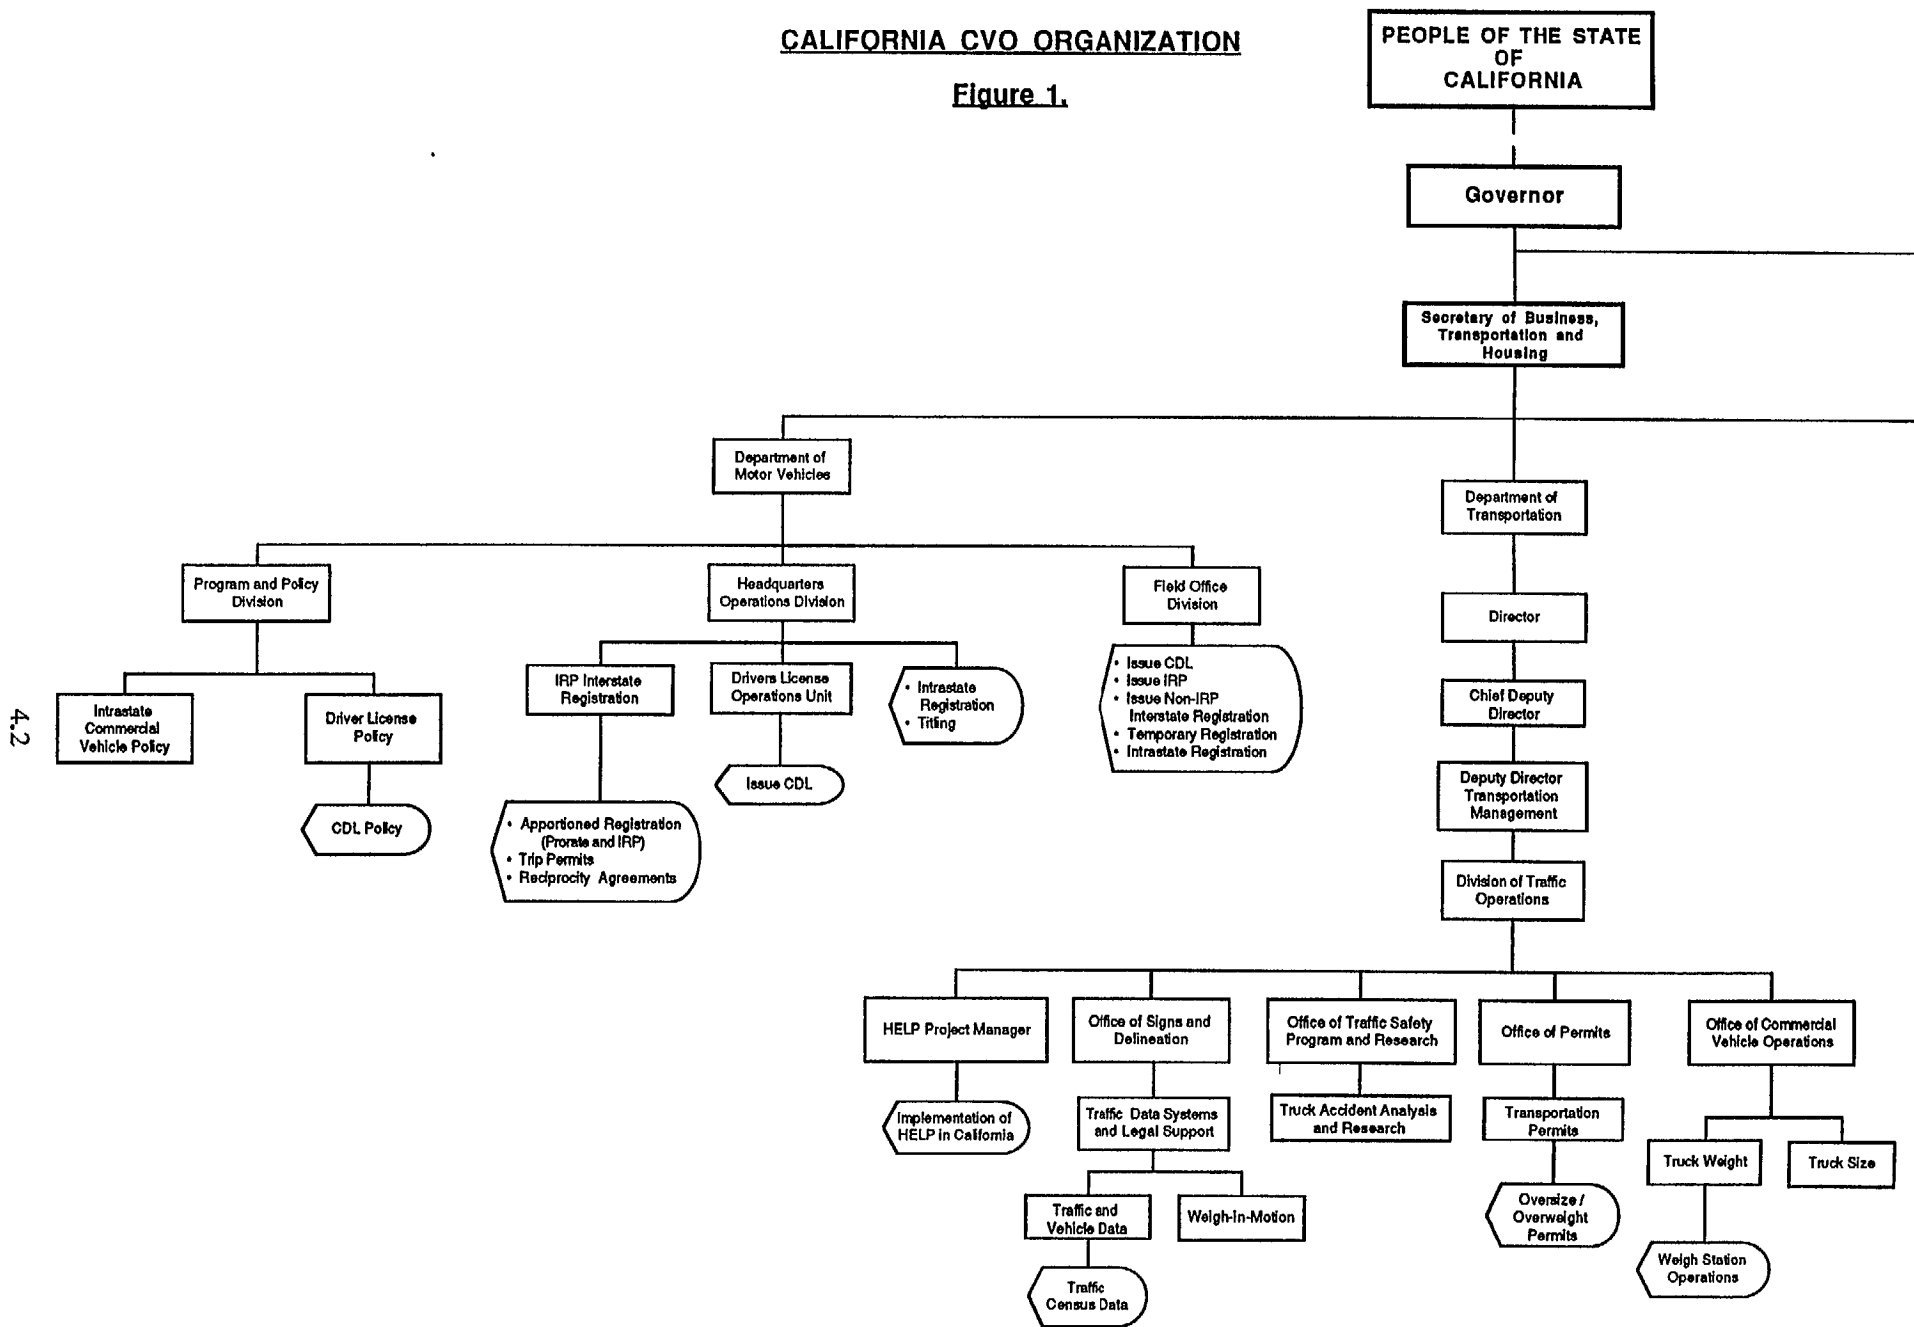 CALIFORNIA CVO ORGANIZATION
Figure 1.
PEOPLE OF THE STATE
OF
CALIFORNIA
Governor
Secretary of Business,
Transportation and
Housing
Department of
Motor Vehicles
Department of
Transportation
Program and Policy
Division
Headquarters
Operations Division
Field Office
Division
Director
Intrastate
Commercial
Vehicle Policy
Driver License
Policy
IRP Interstate
Registration
Drivers License
Operations Unit
• Intrastate
Registration
• Titling
• Issue CDL
• Issue IRP
• Issue Non-IRP
Interstate Registration
• Temporary Registration
• Intrastate Registration
Chief Deputy
Director
CDL Policy
• Apportioned Registration
(Prorate and IRP)
• Trip Permits
• Reciprocity Agreements
Issue CDL
Deputy Director
Transportation
Management
Division of Traffic
Operations
HELP Project Manager
Office of Signs and
Delineation
Office of Traffic Safety
Program and Research
Office of Permits
Office of Commercial
Vehicle Operations
Implementation of
HELP in California
Traffic Data Systems
and Legal Support
Truck Accident Analysis
and Research
Transportation
Permits
Truck Weight
Truck Size
Traffic and
Vehicle Data
Weigh-in-Motion
Oversize /
Overweight
Permits
Weigh Station
Operations
Traffic
Census Data
4.2